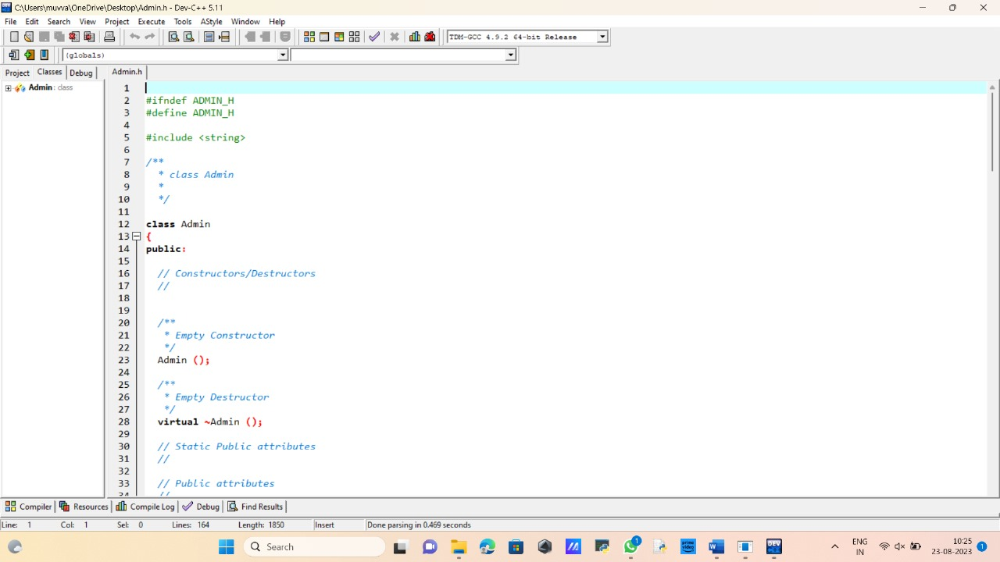 C:\Users\muvva\OneDrive\Desktop\Admin.h - Dev-C++ 5.11
File Edit Search View Project Execute Tools AStyle Window Help
TDM-GCC 4.9.2 64-bit Release
(globals)
Project Classes Debug Admin.h
Admin : class
1
2 #ifndef ADMIN_H
3 #define ADMIN_H
4
5 #include <string>
6
7 /**
8 * class Admin
9 *
10 */
11
12 class Admin
13 {
14 public:
15
16 // Constructors/Destructors
17 //
18
19
20 /**
21 * Empty Constructor
22 */
23 Admin ();
24
25 /**
26 * Empty Destructor
27 */
28 virtual ~Admin ();
29
30 // Static Public attributes
31 //
32
33 // Public attributes
34 //
Compiler Resources Compile Log Debug Find Results
Line: 1 Col: 1 Sel: 0 Lines: 164 Length: 1850 Insert Done parsing in 0.469 seconds
Search
DEV
prime video
1
W
DEV
ENG
IN
10:25
23-08-2023
1